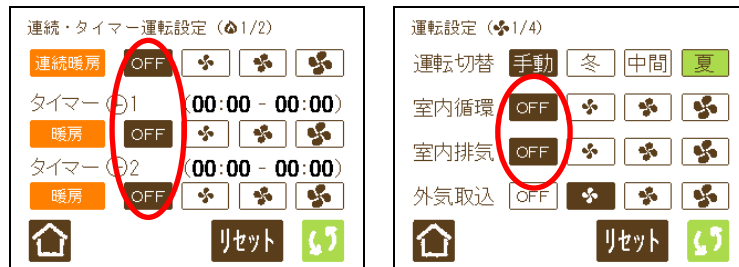 連続・タイマー運転設定 (1/2)
連続暖房 OFF
タイマー 1 (00:00 - 00:00)
暖房 OFF
タイマー 2 (00:00 - 00:00)
暖房 OFF
リセット
運転設定 (1/4)
運転切替 手動 冬 中間 夏
室内循環 OFF
室内排気 OFF
外気取込 OFF
リセット